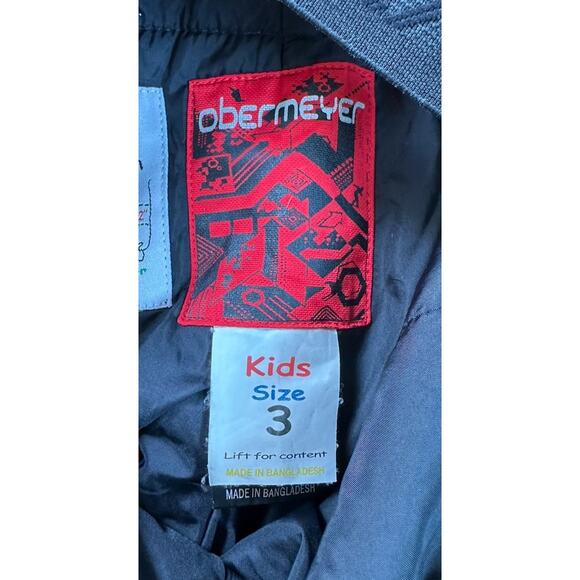 obermeyer
Kids
Size
3
Lift for content
MADE IN BANGLADESH
MADE IN BANGLADESH